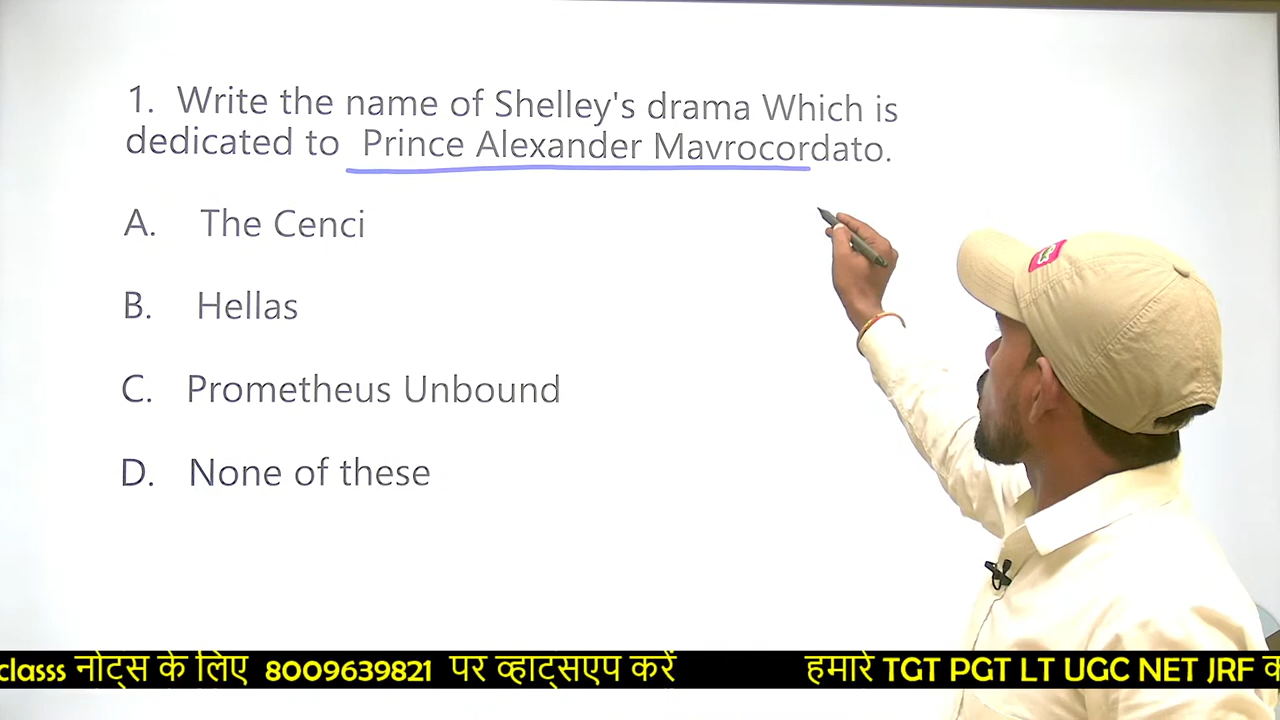 1. Write the name of Shelley's drama Which is
dedicated to Prince Alexander Mavrocordato.
A. The Cenci
B. Hellas
C. Prometheus Unbound
D. None of these
classs नोट्स के लिए 8009639821 पर व्हाट्सएप करें हमारे TGT PGT LT UGC NET JRF